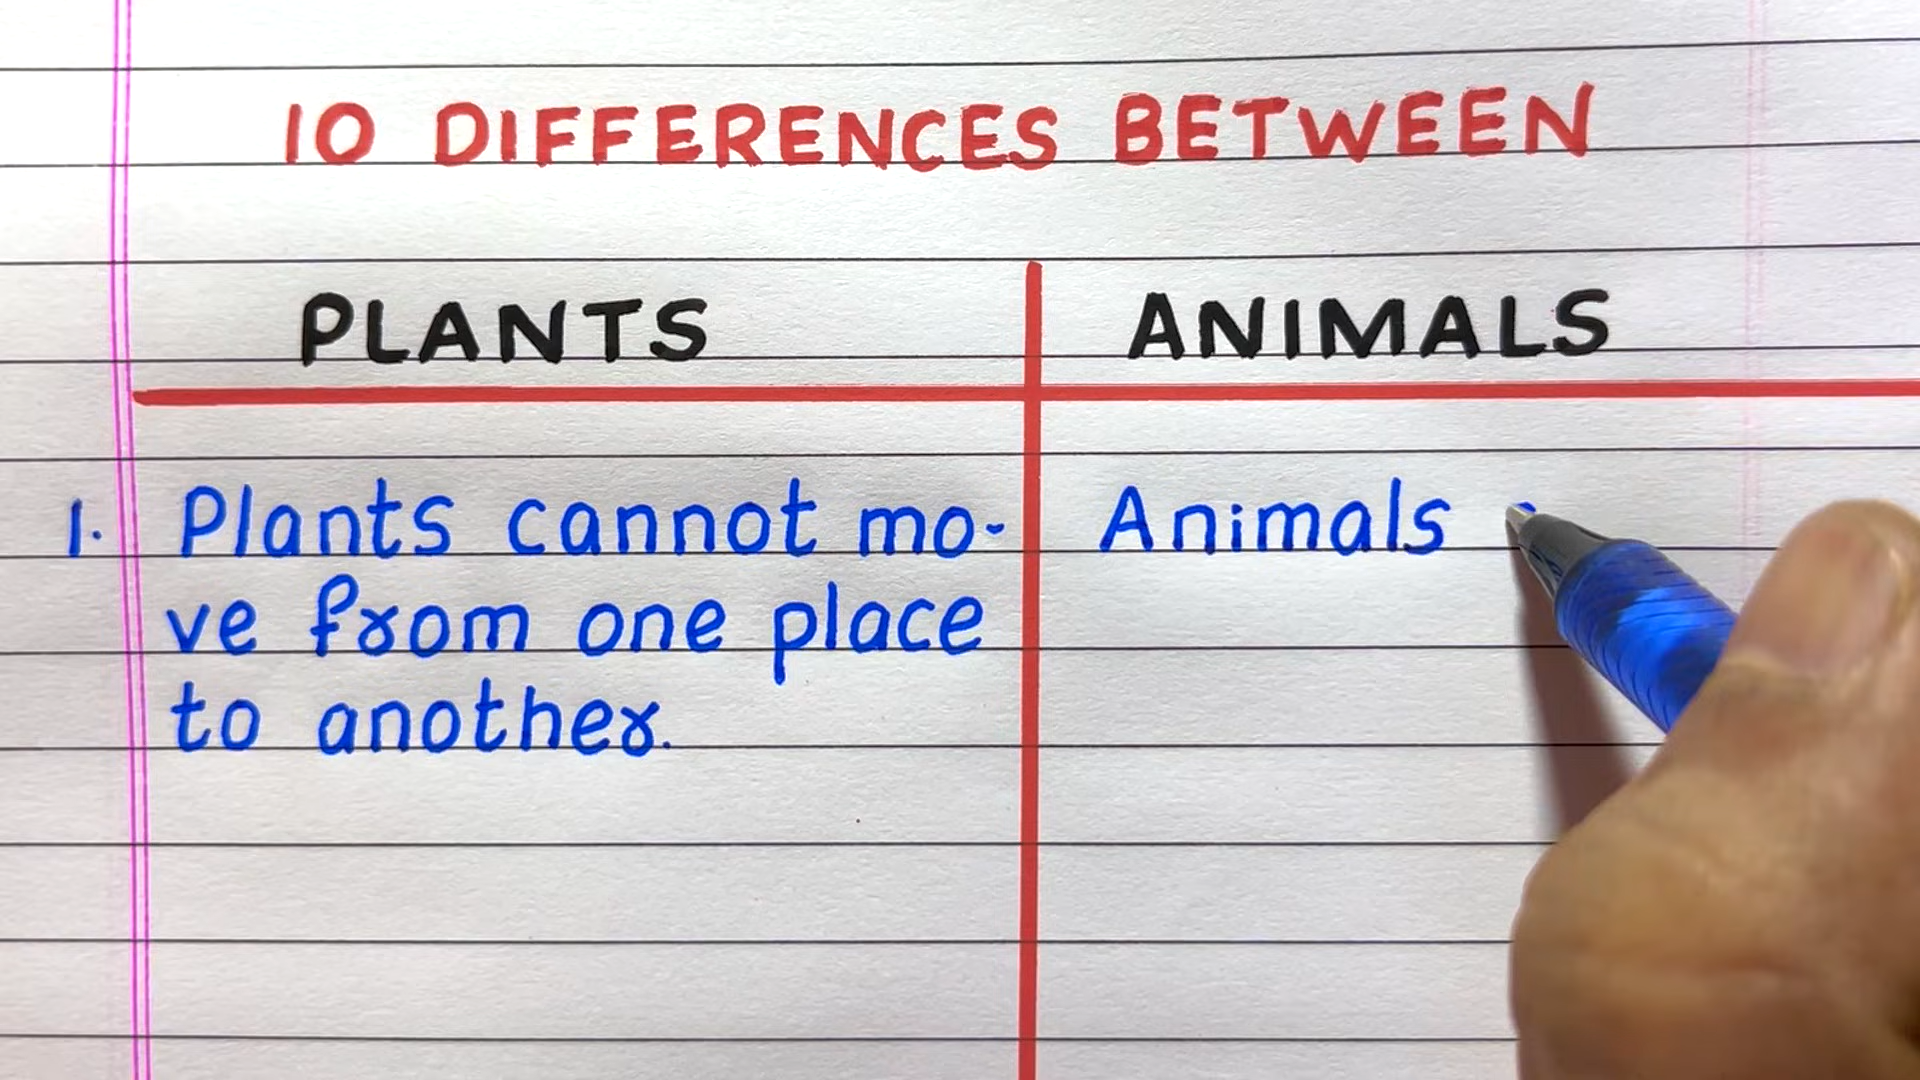 10 DIFFERENCES BETWEEN
PLANTS
ANIMALS
1. Plants cannot mo-
ve from one place
to another.
Animals